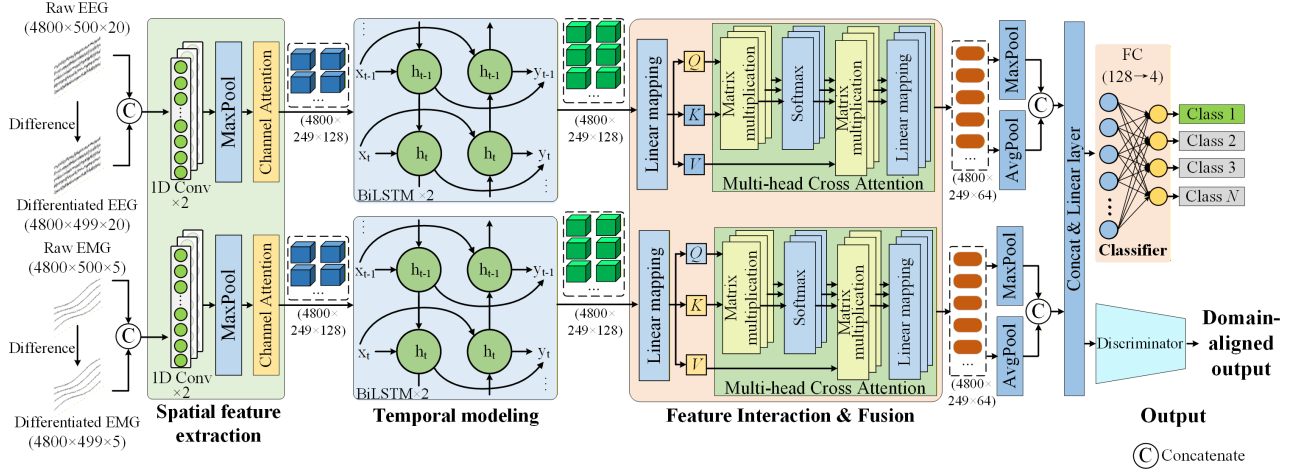 Raw EEG
(4800×500×20)
Difference
C
Differentiated EEG
(4800×499×20)
Raw EMG
(4800×500×5)
Difference
C
Differentiated EMG
(4800×499×5)
1D Conv
×2
MaxPool
Channel Attention
1D Conv
×2
MaxPool
Channel Attention
Spatial feature
extraction
...
(4800×
249×128)
...
(4800×
249×128)
x_{t-1}
h_{t-1}
h_{t-1}
y_{t-1}
x_t
h_t
h_t
y_t
BiLSTM×2
x_{t-1}
h_{t-1}
h_{t-1}
y_{t-1}
x_t
h_t
h_t
y_t
BiLSTM×2
Temporal modeling
...
(4800×
249×128)
...
(4800×
249×128)
Linear mapping
Q
K
V
Matrix
multiplication
Softmax
Matrix
multiplication
Linear mapping
Multi-head Cross Attention
Linear mapping
Q
K
V
Matrix
multiplication
Softmax
Matrix
multiplication
Linear mapping
Multi-head Cross Attention
Feature Interaction & Fusion
...
(4800×
249×64)
...
(4800×
249×64)
MaxPool
AvgPool
C
MaxPool
AvgPool
C
Concat & Linear layer
FC
(128→4)
Classifier
Class 1
Class 2
Class 3
Class N
Discriminator
Domain-
aligned
output
Output
C Concatenate